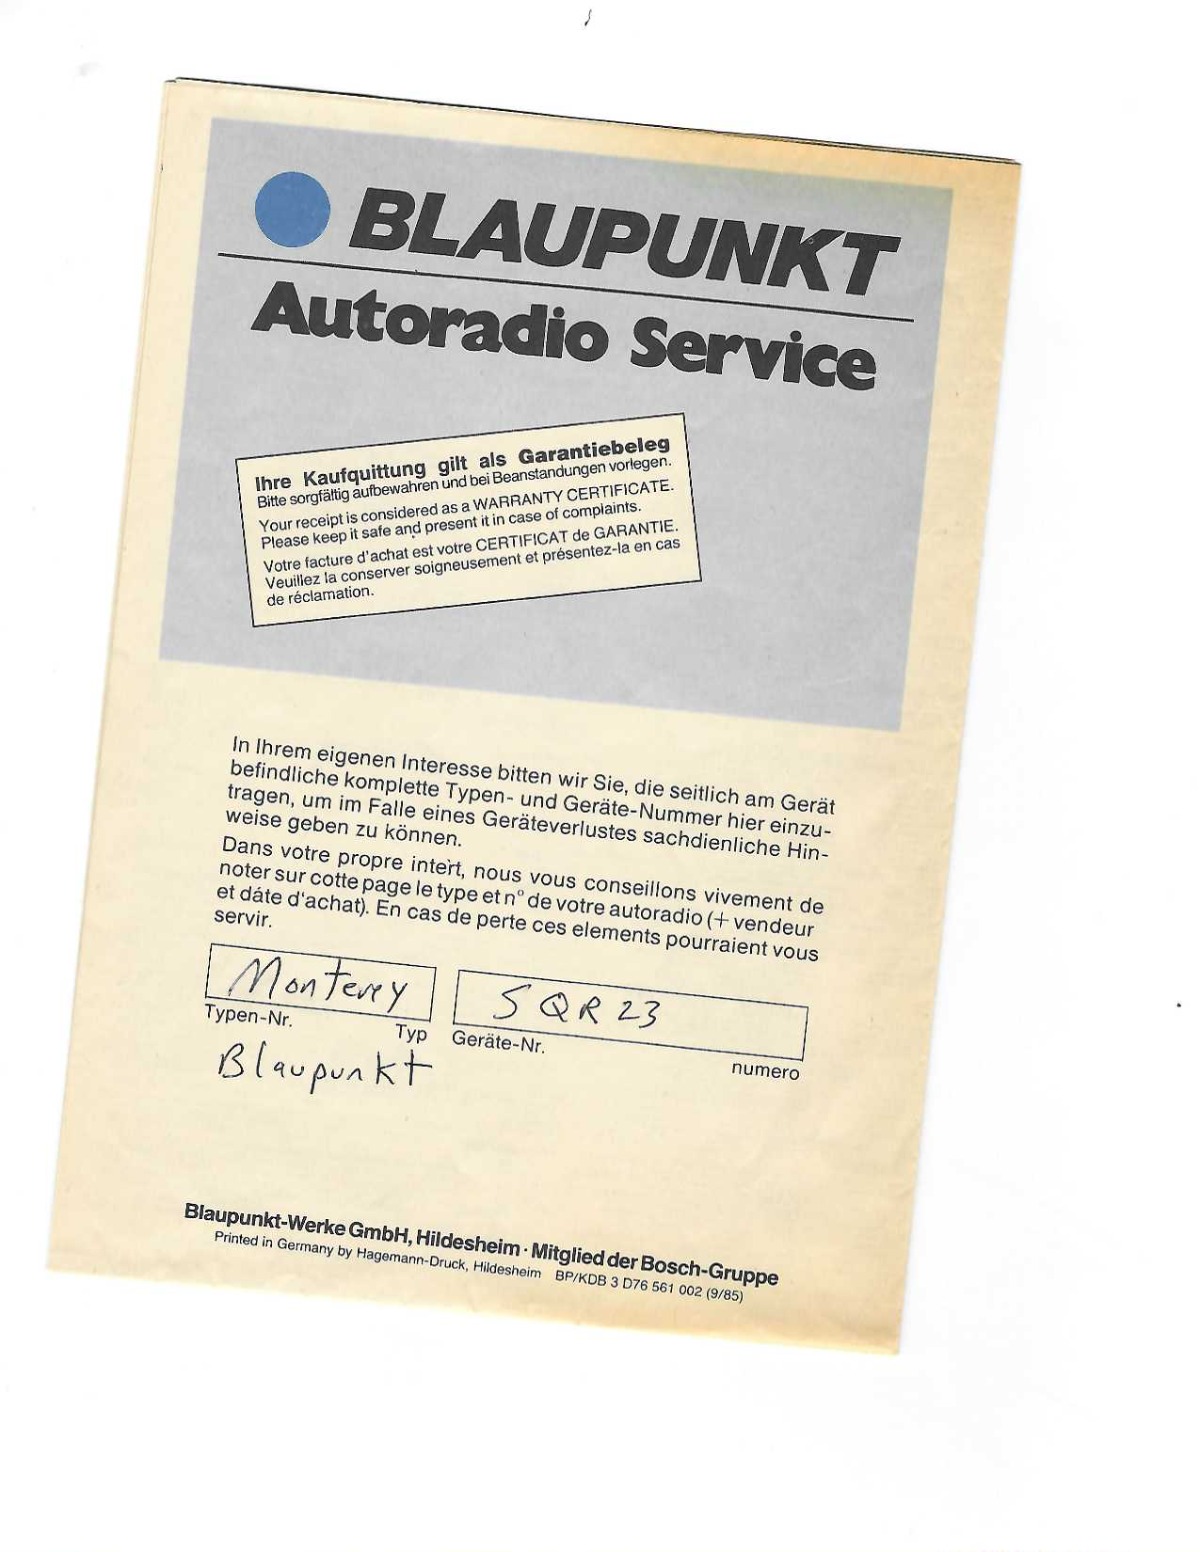 BLAUPUNKT
Autoradio Service
Ihre Kaufquittung gilt als Garantiebeleg
Bitte sorgfältig aufbewahren und bei Beanstandungen vorlegen.
Your receipt is considered as a WARRANTY CERTIFICATE.
Please keep it safe and present it in case of complaints.
Votre facture d'achat est votre CERTIFICAT de GARANTIE.
Veuillez la conserver soigneusement et présentez-la en cas
de réclamation.
In Ihrem eigenen Interesse bitten wir Sie, die seitlich am Gerät
befindliche komplette Typen- und Geräte-Nummer hier einzu-
tragen, um im Falle eines Geräteverlustes sachdienliche Hin-
weise geben zu können.
Dans votre propre intert, nous vous conseillons vivement de
noter sur cotte page le type et n° de votre autoradio (+ vendeur
et dáte d'achat). En cas de perte ces elements pourraient vous
servir.
Monterey SQR23
Typen-Nr. Typ Geräte-Nr. numero
Blaupunkt
Blaupunkt-Werke GmbH, Hildesheim · Mitglied der Bosch-Gruppe
Printed in Germany by Hagemann-Druck, Hildesheim BP/KDB 3 D76 561 002 (9/85)